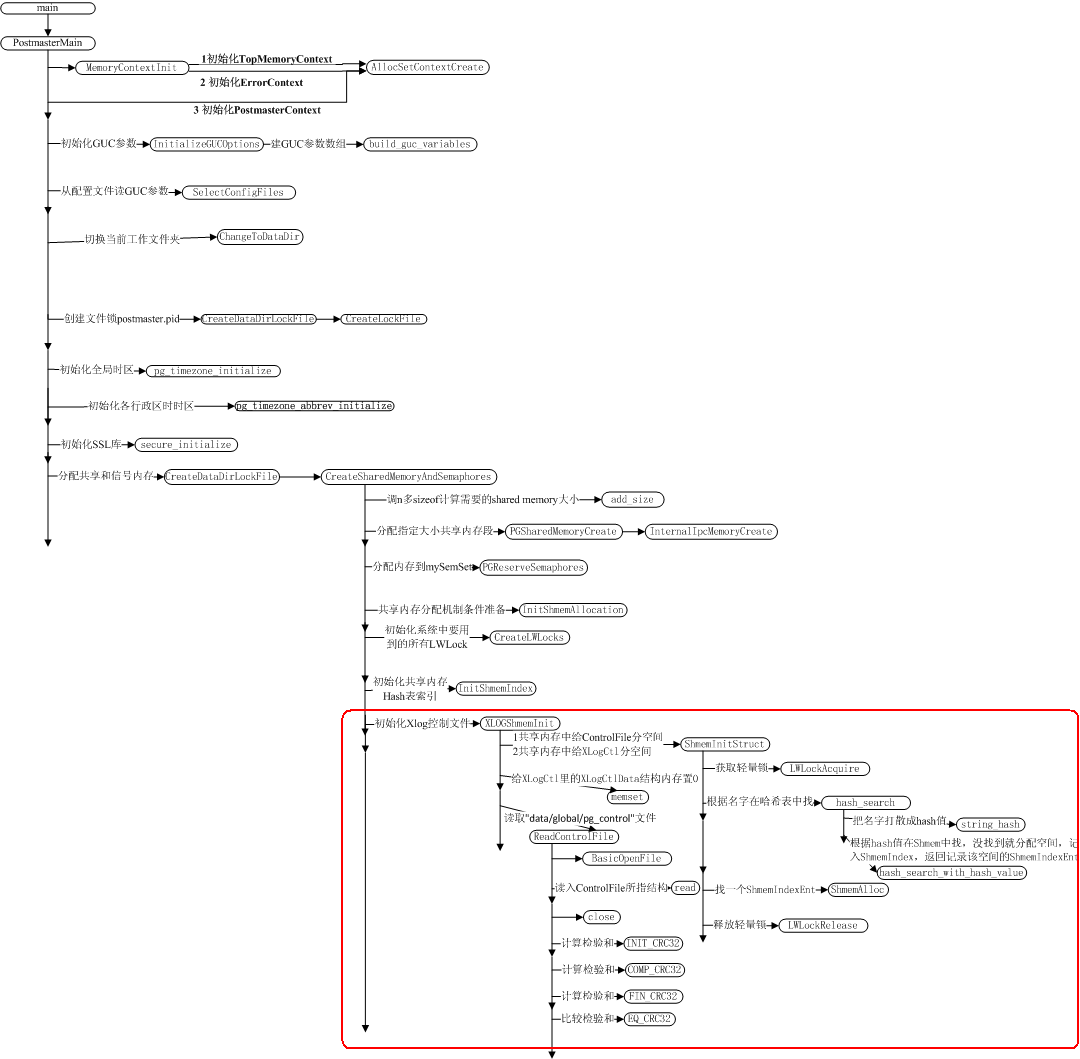 main
PostmasterMain
1初始化TopMemoryContext
MemoryContextInit
AllocSetContextCreate
2 初始化ErrorContext
3 初始化PostmasterContext
初始化GUC参数
InitializeGUCOptions
建GUC参数数组
build_guc_variables
从配置文件读GUC参数
SelectConfigFiles
切换当前工作文件夹
ChangeToDataDir
创建文件锁postmaster.pid
CreateDataDirLockFile
CreateLockFile
初始化全局时区
pg_timezone_initialize
初始化各行政区时时区
pg_timezone_abbrev_initialize
初始化SSL库
secure_initialize
分配共享和信号内存
CreateDataDirLockFile
CreateSharedMemoryAndSemaphores
调n多sizeof计算需要的shared memory大小
add_size
分配指定大小共享内存段
PGSharedMemoryCreate
InternalIpcMemoryCreate
分配内存到mySemSet
PGReserveSemaphores
共享内存分配机制条件准备
InitShmemAllocation
初始化系统中要用
到的所有LWLock
CreateLWLocks
初始化共享内存
Hash表索引
InitShmemIndex
初始化Xlog控制文件
XLOGShmemInit
1共享内存中给ControlFile分空间
2共享内存中给XLogCtl分空间
ShmemInitStruct
获取轻量锁
LWLockAcquire
给XLogCtl里的XLogCtlData结构内存置0
memset
根据名字在哈希表中找
hash_search
把名字打散成hash值
string_hash
读取"data/global/pg_control"文件
ReadControlFile
根据hash值在Shmem中找，没找到就分配空间，记
入ShmemIndex，返回记录该空间的ShmemIndexEnt
hash_search_with_hash_value
BasicOpenFile
读入ControlFile所指结构
read
找一个ShmemIndexEnt
ShmemAlloc
close
释放轻量锁
LWLockRelease
计算检验和
INIT_CRC32
计算检验和
COMP_CRC32
计算检验和
FIN_CRC32
比较检验和
EQ_CRC32